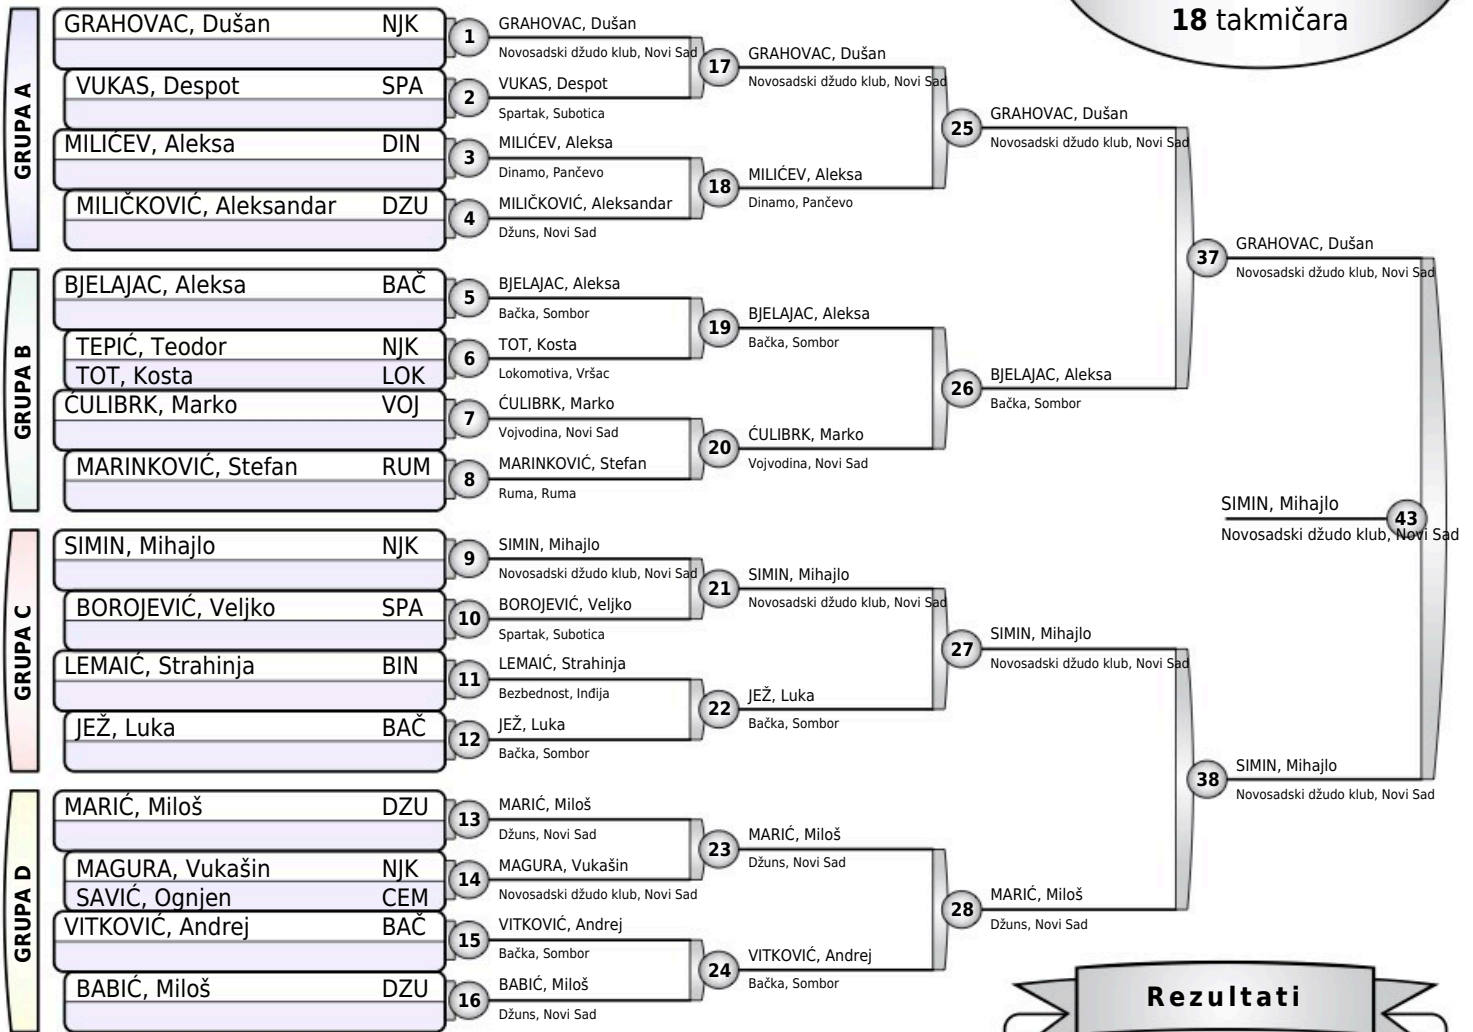 18 takmičara
GRUPA A
GRAHOVAC, Dušan NJK
VUKAS, Despot SPA
MILIĆEV, Aleksa DIN
MILIČKOVIĆ, Aleksandar DZU
GRUPA B
BJELAJAC, Aleksa BAČ
TEPIĆ, Teodor NJK
TOT, Kosta LOK
ĆULIBRK, Marko VOJ
MARINKOVIĆ, Stefan RUM
GRUPA C
SIMIN, Mihajlo NJK
BOROJEVIĆ, Veljko SPA
LEMAIĆ, Strahinja BIN
JEŽ, Luka BAČ
GRUPA D
MARIĆ, Miloš DZU
MAGURA, Vukašin NJK
SAVIĆ, Ognjen CEM
VITKOVIĆ, Andrej BAČ
BABIĆ, Miloš DZU
1 GRAHOVAC, Dušan
Novosadski džudo klub, Novi Sad
2 VUKAS, Despot
Spartak, Subotica
3 MILIĆEV, Aleksa
Dinamo, Pančevo
4 MILIČKOVIĆ, Aleksandar
Džuns, Novi Sad
5 BJELAJAC, Aleksa
Bačka, Sombor
6 TOT, Kosta
Lokomotiva, Vršac
7 ĆULIBRK, Marko
Vojvodina, Novi Sad
8 MARINKOVIĆ, Stefan
Ruma, Ruma
9 SIMIN, Mihajlo
Novosadski džudo klub, Novi Sad
10 BOROJEVIĆ, Veljko
Spartak, Subotica
11 LEMAIĆ, Strahinja
Bezbednost, Inđija
12 JEŽ, Luka
Bačka, Sombor
13 MARIĆ, Miloš
Džuns, Novi Sad
14 MAGURA, Vukašin
Novosadski džudo klub, Novi Sad
15 VITKOVIĆ, Andrej
Bačka, Sombor
16 BABIĆ, Miloš
Džuns, Novi Sad
17 GRAHOVAC, Dušan
Novosadski džudo klub, Novi Sad
18 MILIĆEV, Aleksa
Dinamo, Pančevo
19 BJELAJAC, Aleksa
Bačka, Sombor
20 ĆULIBRK, Marko
Vojvodina, Novi Sad
21 SIMIN, Mihajlo
Novosadski džudo klub, Novi Sad
22 JEŽ, Luka
Bačka, Sombor
23 MARIĆ, Miloš
Džuns, Novi Sad
24 VITKOVIĆ, Andrej
Bačka, Sombor
25 GRAHOVAC, Dušan
Novosadski džudo klub, Novi Sad
26 BJELAJAC, Aleksa
Bačka, Sombor
27 SIMIN, Mihajlo
Novosadski džudo klub, Novi Sad
28 MARIĆ, Miloš
Džuns, Novi Sad
37 GRAHOVAC, Dušan
Novosadski džudo klub, Novi Sad
38 SIMIN, Mihajlo
Novosadski džudo klub, Novi Sad
SIMIN, Mihajlo 43
Novosadski džudo klub, Novi Sad
Rezultati